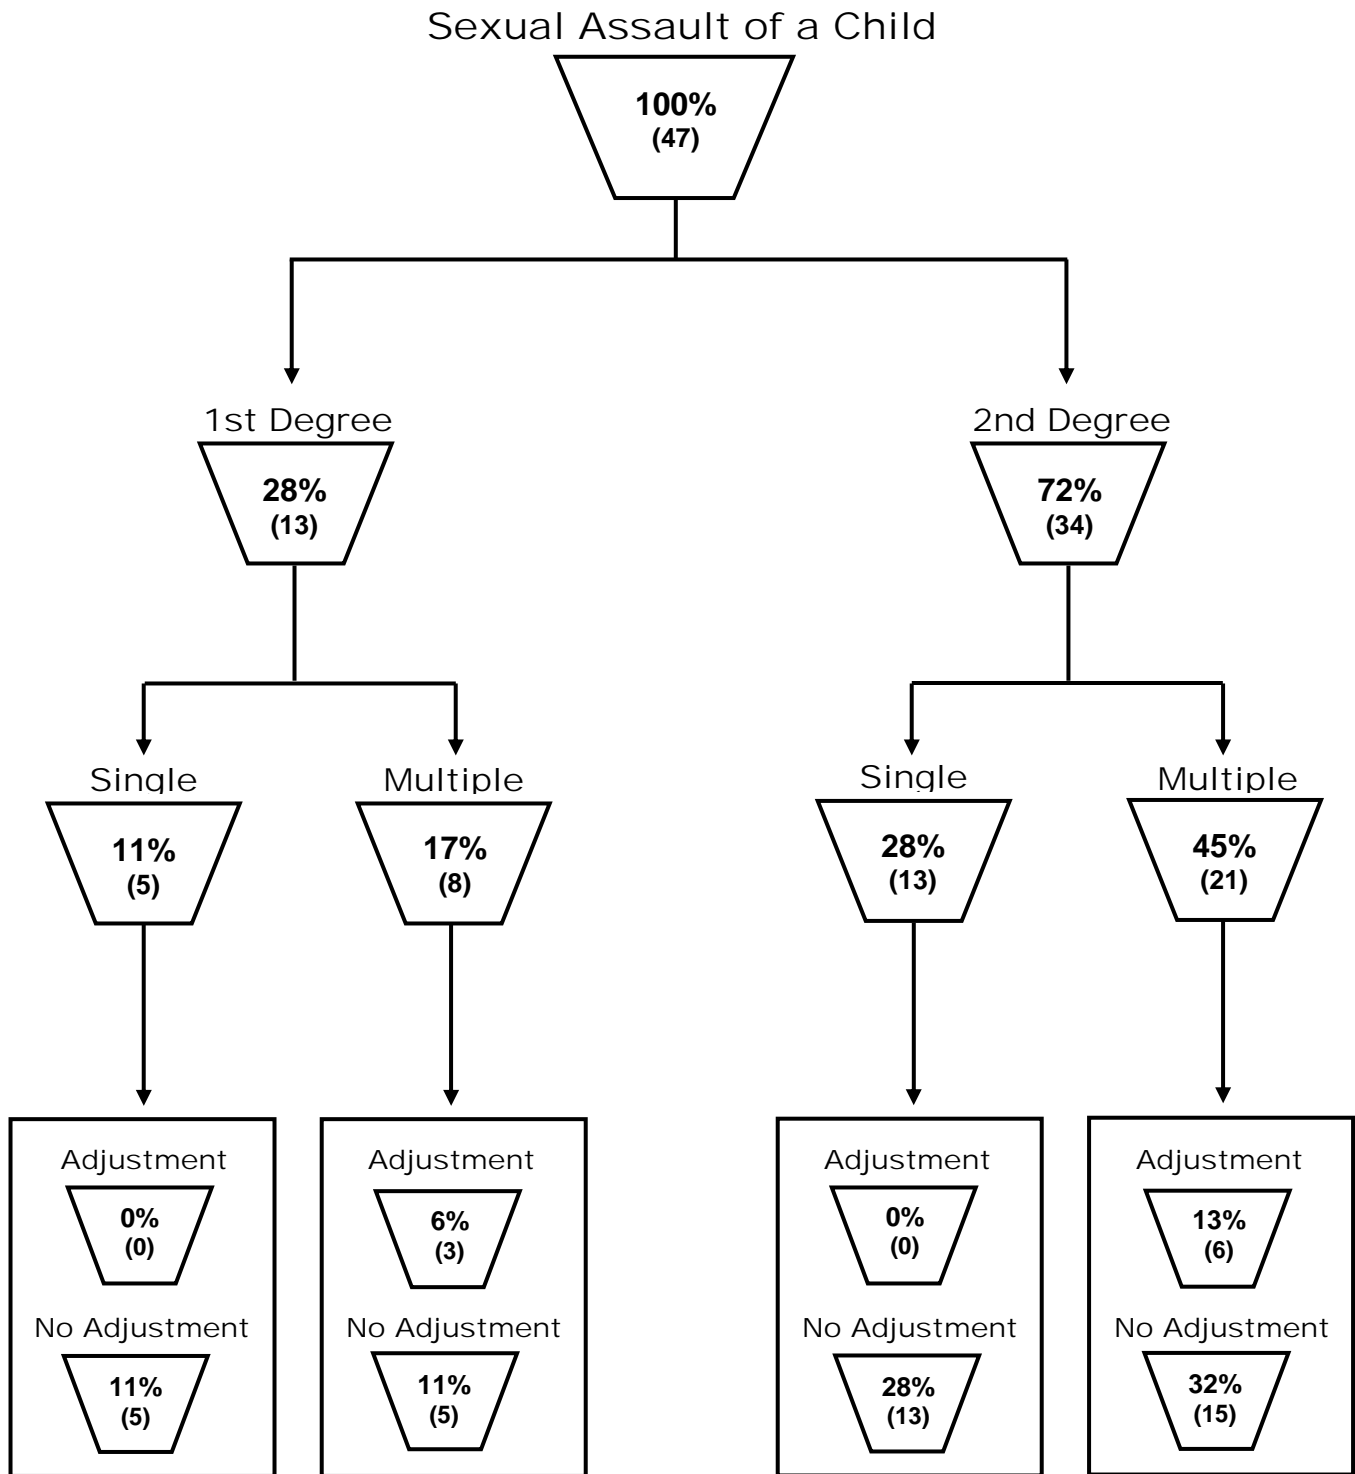 Sexual Assault of a Child
100%
(47)
1st Degree
28%
(13)
2nd Degree
72%
(34)
Single
11%
(5)
Multiple
17%
(8)
Single
28%
(13)
Multiple
45%
(21)
Adjustment
0%
(0)
No Adjustment
11%
(5)
Adjustment
6%
(3)
No Adjustment
11%
(5)
Adjustment
0%
(0)
No Adjustment
28%
(13)
Adjustment
13%
(6)
No Adjustment
32%
(15)